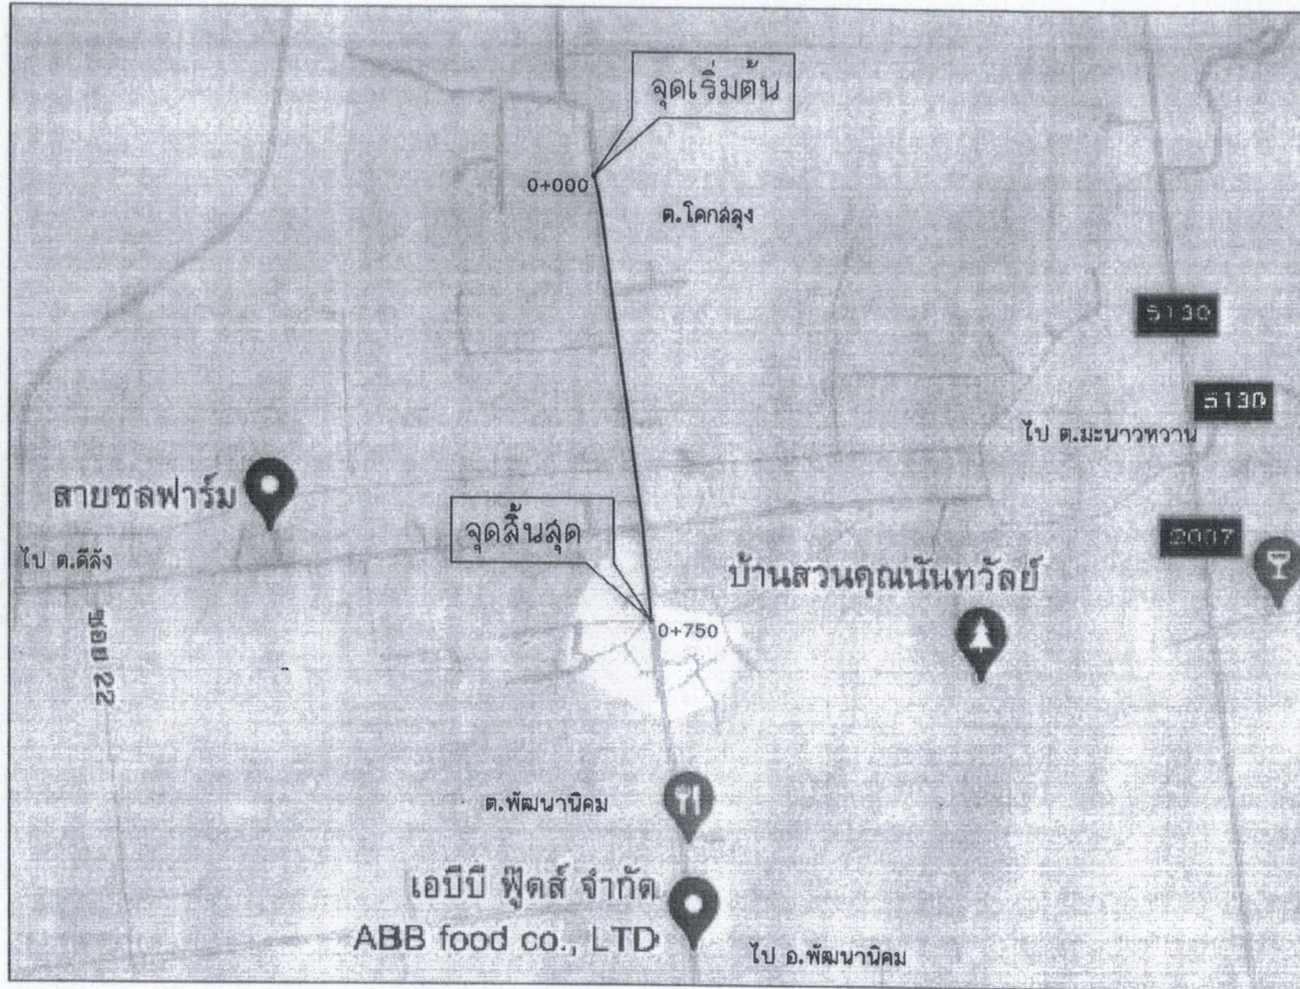 จุดเริ่มต้น
0+000
ต.โคกสลุง
5130
5130
ไป ต.มะนาวหวาน
สายชลฟาร์ม
จุดสิ้นสุด
ไป ต.ดีลัง
บ้านสวนคุณนันทวัลย์
0+750
ซอย 22
ต.พัฒนานิคม
เอบีบี ฟู๊ดส์ จำกัด
ABB food co., LTD
ไป อ.พัฒนานิคม